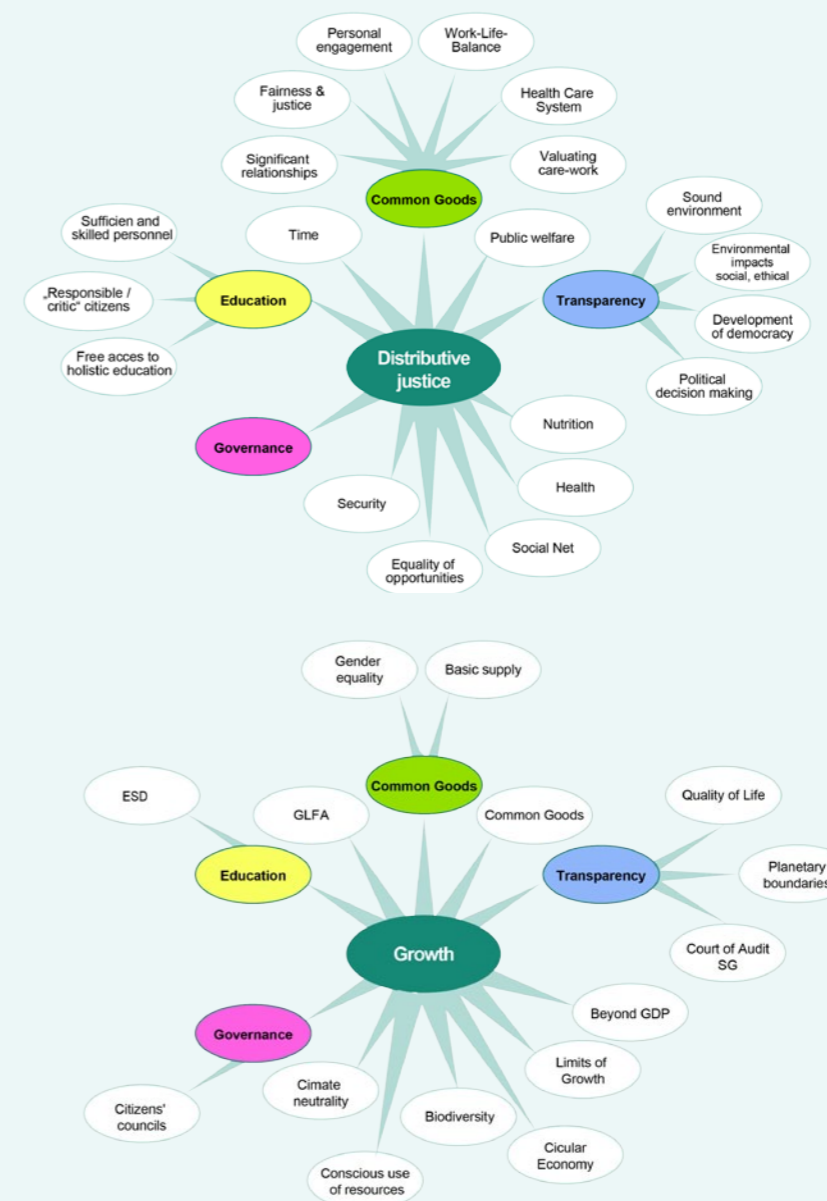 Personal
engagement
Work-Life-
Balance
Fairness &
justice
Health Care
System
Significant
relationships
Valuating
care-work
Common Goods
Sound
environment
Sufficien and
skilled personnel
Time
Public welfare
Environmental
impacts
social, ethical
„Responsible /
critic“ citizens
Education
Transparency
Development
of democracy
Free acces to
holistic education
Distributive
justice
Political
decision making
Governance
Nutrition
Security
Health
Equality of
opportunities
Social Net
Gender
equality
Basic supply
Common Goods
ESD
GLFA
Common Goods
Quality of Life
Education
Transparency
Planetary
boundaries
Growth
Court of Audit
SG
Governance
Beyond GDP
Citizens'
councils
Cimate
neutrality
Biodiversity
Limits of
Growth
Conscious use
of resources
Cicular
Economy